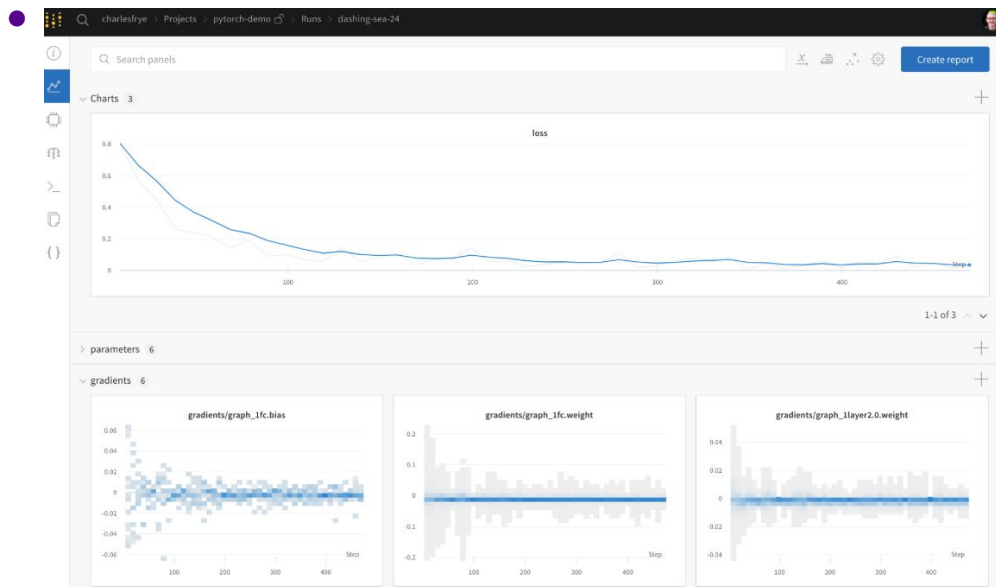 charlesfrye > Projects > pytorch-demo > Runs > dashing-sea-24
Search panels
Create report
Charts 3
loss
0.8
0.6
0.4
0.2
0
Step
100 200 300 400
1-1 of 3
parameters 6
gradients 6
gradients/graph_1fc.bias
0.06
0.04
0.02
0
-0.02
-0.04
-0.06
Step
100 200 300 400
gradients/graph_1fc.weight
0.2
0.1
0
-0.1
-0.2
Step
100 200 300 400
gradients/graph_1layer2.0.weight
0.04
0.02
0
-0.02
-0.04
Step
100 200 300 400